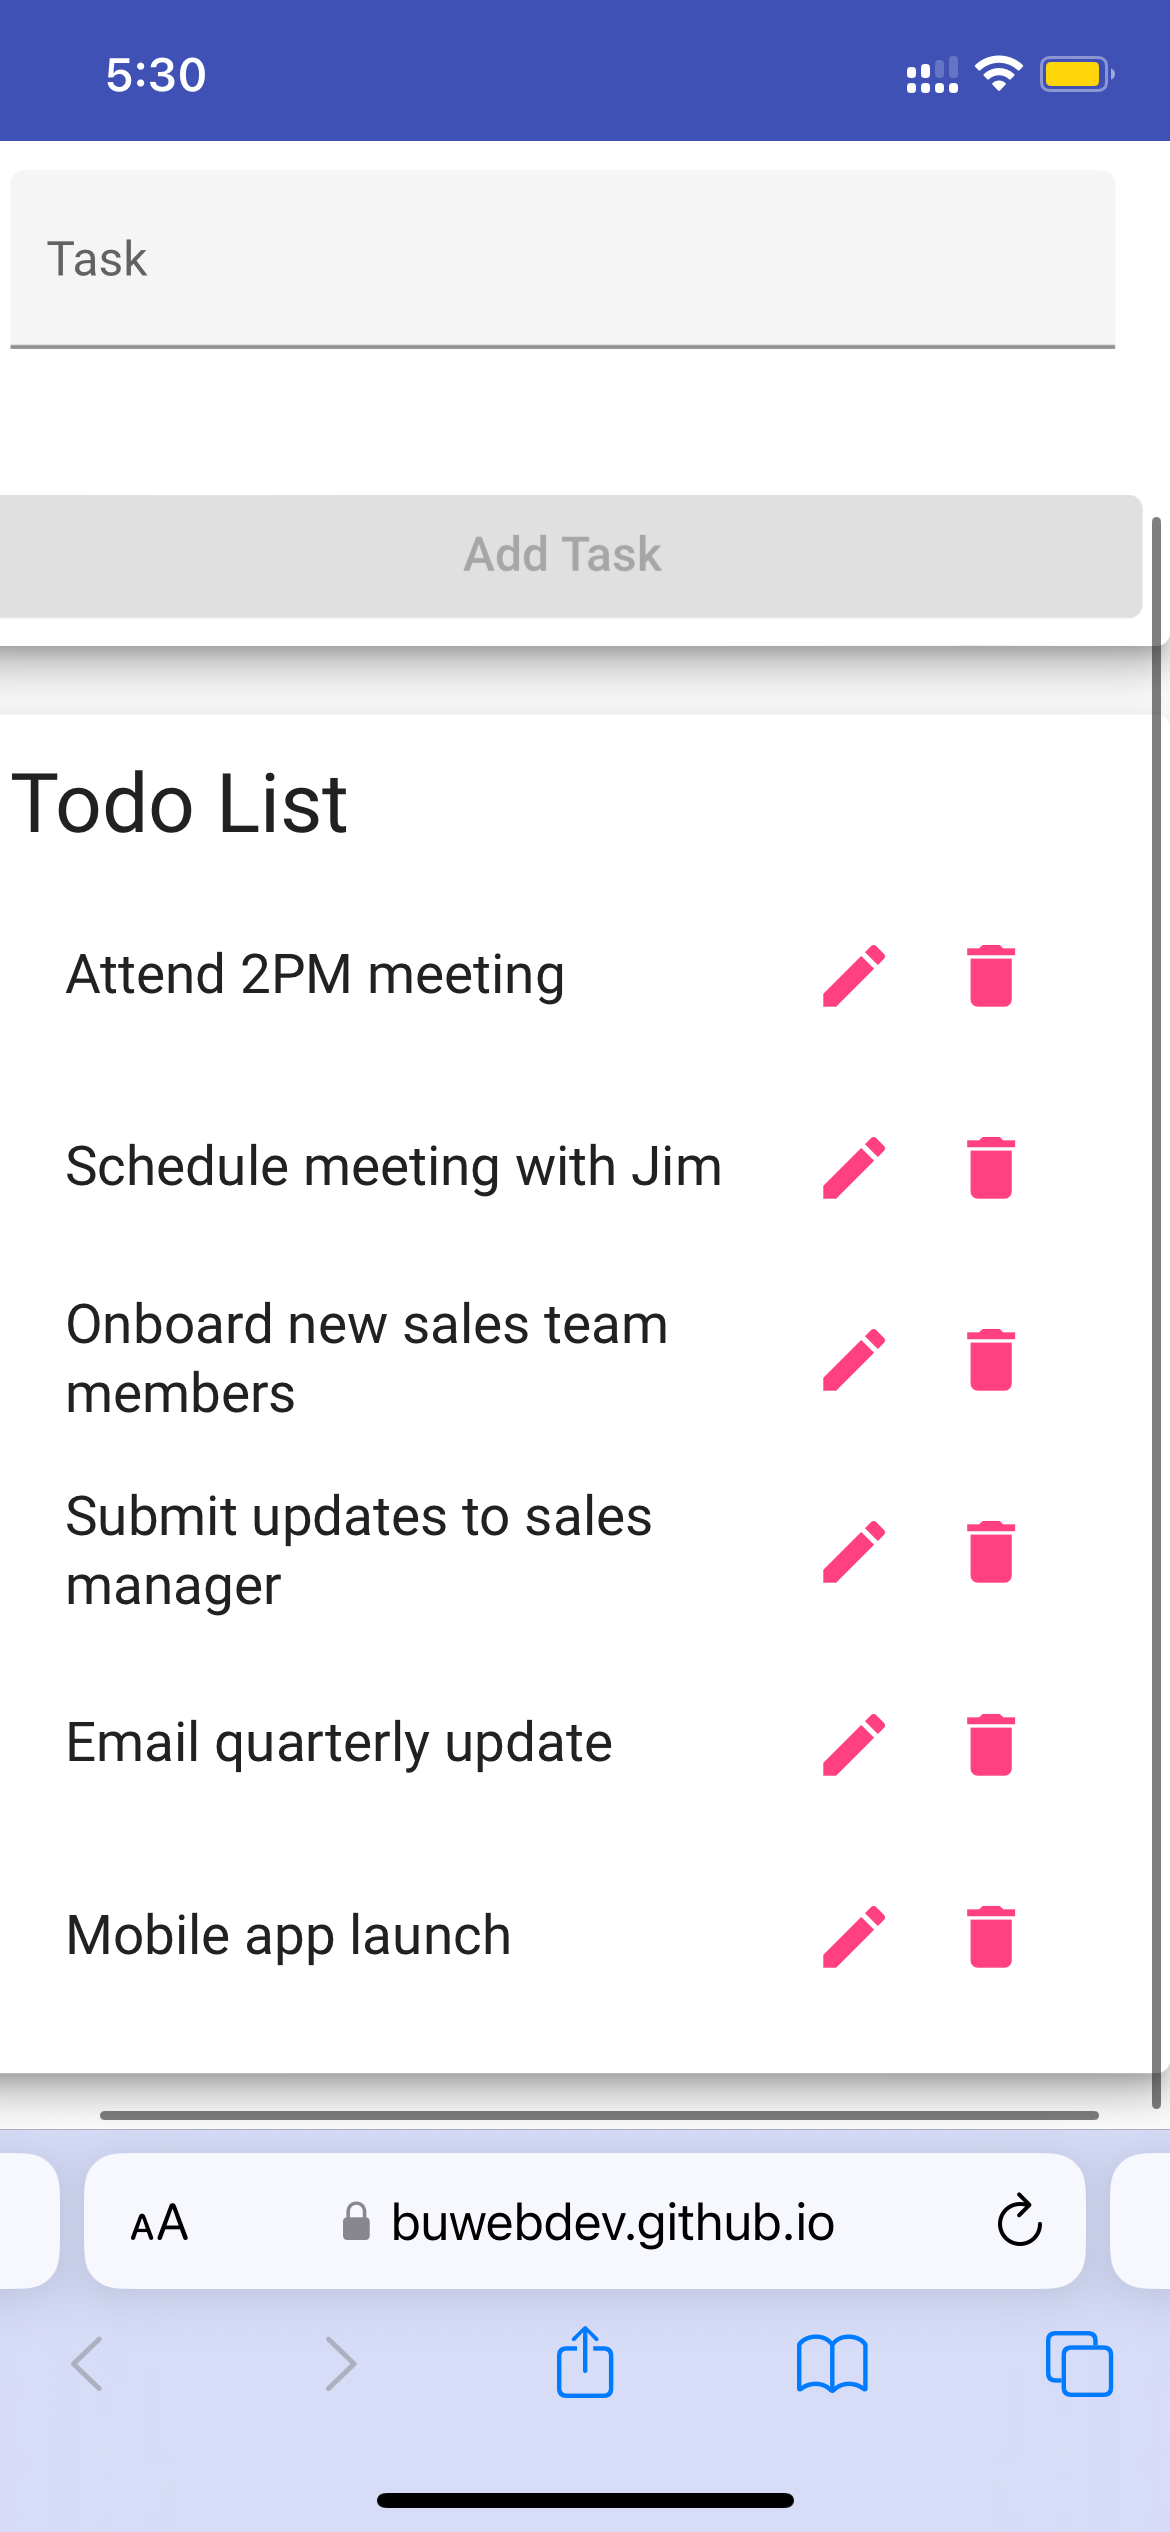 5:30
Task
Add Task
Todo List
Attend 2PM meeting
Schedule meeting with Jim
Onboard new sales team
members
Submit updates to sales
manager
Email quarterly update
Mobile app launch
AA buwebdev.github.io